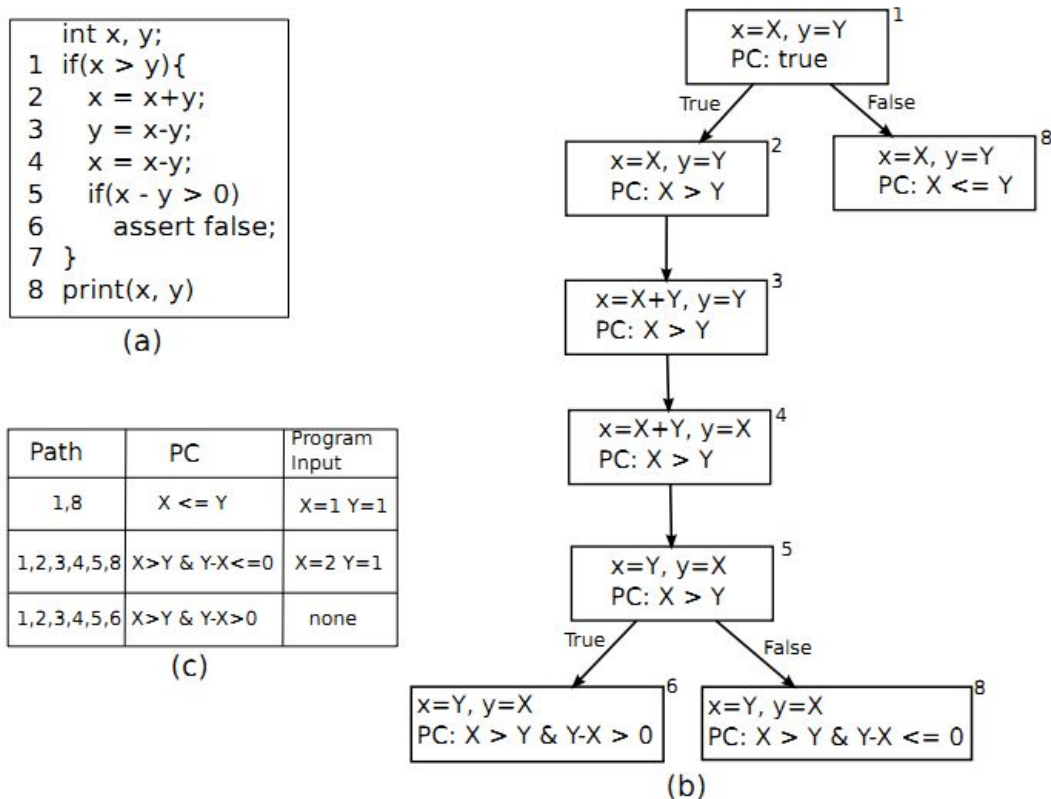 int x, y;
1 if(x > y){
2 x = x+y;
3 y = x-y;
4 x = x-y;
5 if(x - y > 0)
6 assert false;
7 }
8 print(x, y)
(a)
Path PC Program Input
1,8 X <= Y X=1 Y=1
1,2,3,4,5,8 X>Y & Y-X<=0 X=2 Y=1
1,2,3,4,5,6 X>Y & Y-X>0 none
(c)
1
x=X, y=Y
PC: true
True False
2
x=X, y=Y
PC: X > Y
8
x=X, y=Y
PC: X <= Y
3
x=X+Y, y=Y
PC: X > Y
4
x=X+Y, y=X
PC: X > Y
5
x=Y, y=X
PC: X > Y
True False
6
x=Y, y=X
PC: X > Y & Y-X > 0
8
x=Y, y=X
PC: X > Y & Y-X <= 0
(b)